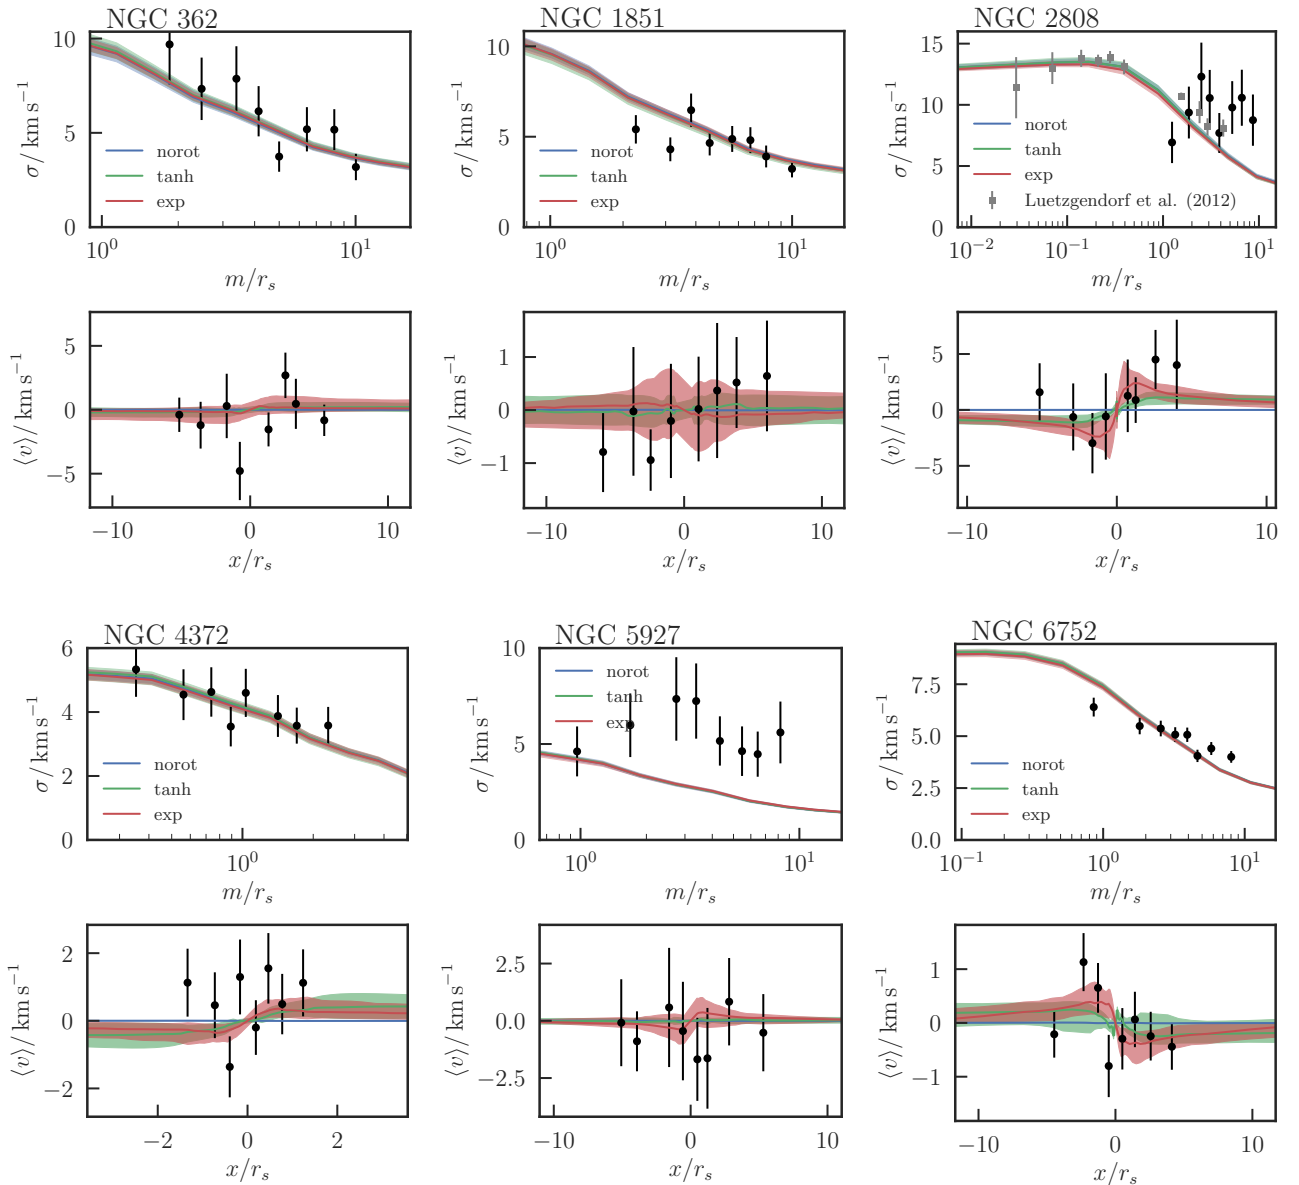 NGC 362
NGC 1851
NGC 2808
σ/km s⁻¹
10
5
0
norot
tanh
exp
10⁰
10¹
m/r_s
σ/km s⁻¹
10
5
0
norot
tanh
exp
10⁰
10¹
m/r_s
σ/km s⁻¹
15
10
5
0
norot
tanh
exp
Luetzgendorf et al. (2012)
10⁻²
10⁻¹
10⁰
10¹
m/r_s
⟨v⟩/km s⁻¹
5
0
−5
−10
0
10
x/r_s
⟨v⟩/km s⁻¹
1
0
−1
−10
0
10
x/r_s
⟨v⟩/km s⁻¹
5
0
−5
−10
0
10
x/r_s
NGC 4372
NGC 5927
NGC 6752
σ/km s⁻¹
6
4
2
0
norot
tanh
exp
10⁰
m/r_s
σ/km s⁻¹
10
5
0
norot
tanh
exp
10⁰
10¹
m/r_s
σ/km s⁻¹
7.5
5.0
2.5
0.0
norot
tanh
exp
10⁻¹
10⁰
10¹
m/r_s
⟨v⟩/km s⁻¹
2
0
−2
−2
0
2
x/r_s
⟨v⟩/km s⁻¹
2.5
0.0
−2.5
−10
0
10
x/r_s
⟨v⟩/km s⁻¹
1
0
−1
−10
0
10
x/r_s